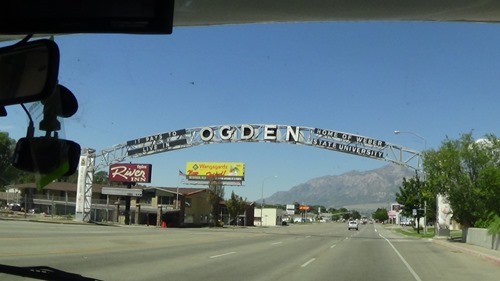 IT PAYS TO
LIVE IN
OGDEN
HOME OF WEBER
STATE UNIVERSITY
River
INN